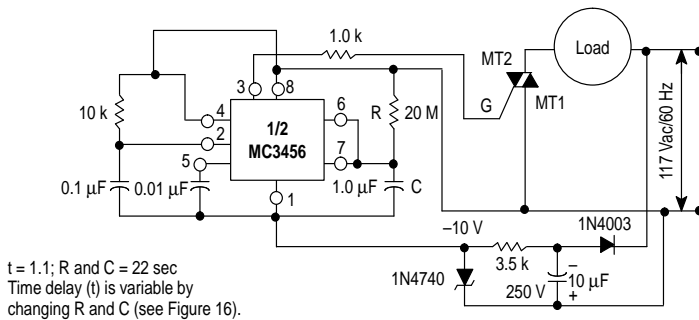 1.0 k
MT2
Load
3
8
G
MT1
4
6
R
20 M
10 k
1/2
MC3456
2
5
7
117 Vac/60 Hz
0.1 μF
0.01 μF
1.0 μF
C
1
–10 V
1N4003
3.5 k
1N4740
–
10 μF
250 V
+
t = 1.1; R and C = 22 sec
Time delay (t) is variable by
changing R and C (see Figure 16).